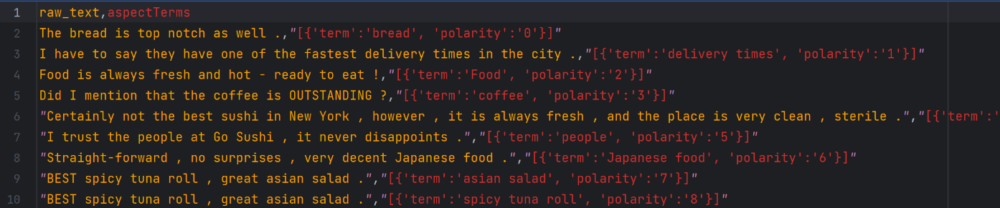 1 raw_text,aspectTerms
2 The bread is top notch as well .,"[{'term':'bread', 'polarity':'0'}]"
3 I have to say they have one of the fastest delivery times in the city .,"[{'term':'delivery times', 'polarity':'1'}]"
4 Food is always fresh and hot - ready to eat !,"[{'term':'Food', 'polarity':'2'}]"
5 Did I mention that the coffee is OUTSTANDING ?,"[{'term':'coffee', 'polarity':'3'}]"
6 "Certainly not the best sushi in New York , however , it is always fresh , and the place is very clean , sterile .","[{'term':'
7 "I trust the people at Go Sushi , it never disappoints .","[{'term':'people', 'polarity':'5'}]"
8 "Straight-forward , no surprises , very decent Japanese food .","[{'term':'Japanese food', 'polarity':'6'}]"
9 "BEST spicy tuna roll , great asian salad .","[{'term':'asian salad', 'polarity':'7'}]"
10 "BEST spicy tuna roll , great asian salad .","[{'term':'spicy tuna roll', 'polarity':'8'}]"